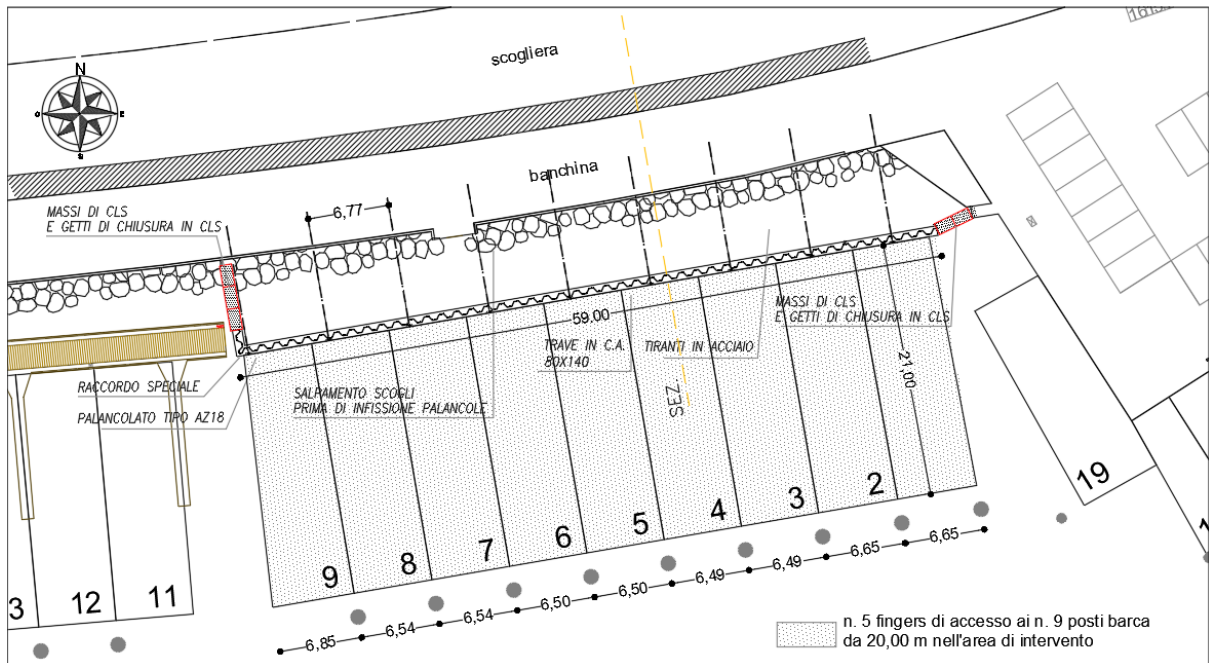 scogliera
N
O
E
S
banchina
MASSI DI CLS
E GETTI DI CHIUSURA IN CLS
6,77
59.00
MASSI DI CLS
E GETTI DI CHIUSURA IN CLS
TRAVE IN C.A.
80X140
TIRANTI IN ACCIAIO
RACCORDO SPECIALE
SALPAMENTO SCOGLI
PRIMA DI INFISSIONE PALANCOLE
PALANCOLATO TIPO AZ18
SEZ.
21,00
19
2
3
4
5
6
7
8
9
11
12
3
6,85
6,54
6,54
6,50
6,50
6,49
6,49
6,65
6,65
n. 5 fingers di accesso ai n. 9 posti barca
da 20,00 m nell'area di intervento